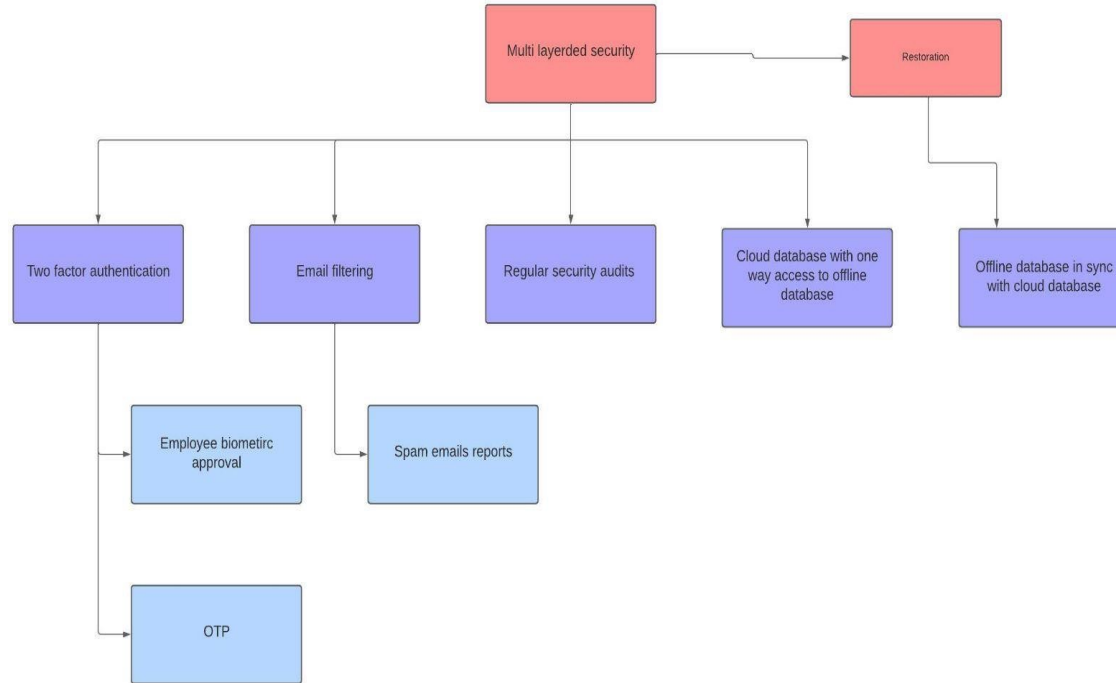 Multi layerded security
Restoration
Two factor authentication
Email filtering
Regular security audits
Cloud database with one
way access to offline
database
Offline database in sync
with cloud database
Employee biometirc
approval
Spam emails reports
OTP